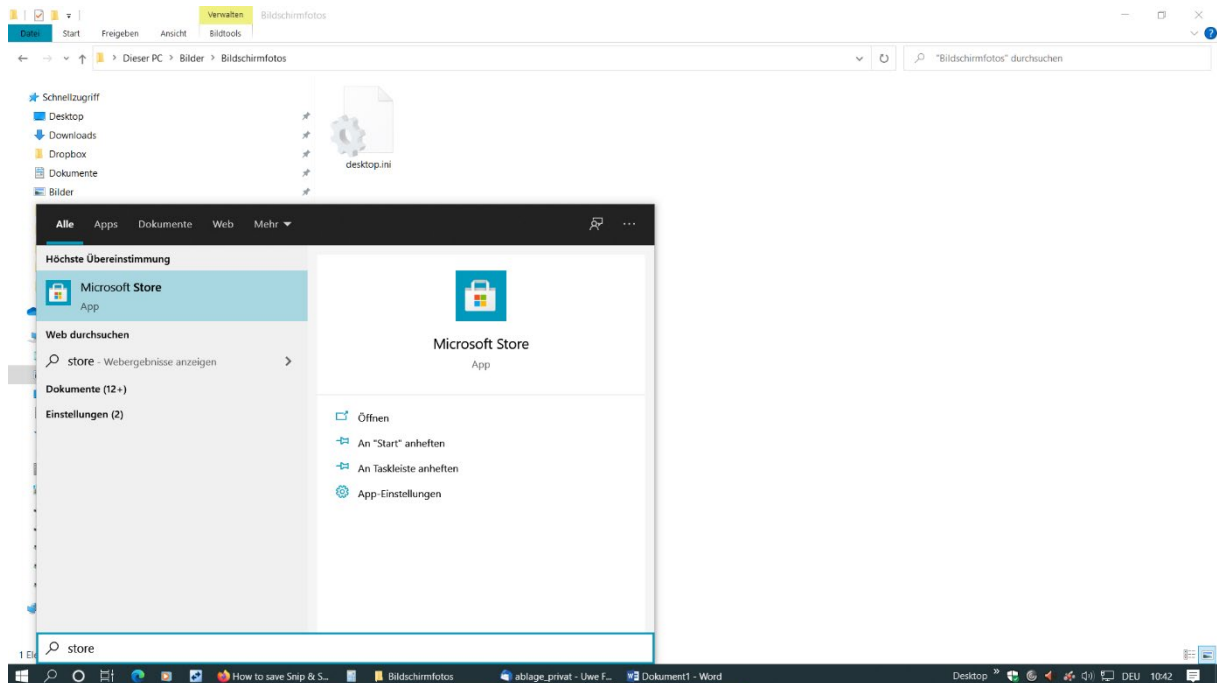 Verwalten Bildschirmfotos
Datei Start Freigeben Ansicht Bildtools
Dieser PC > Bilder > Bildschirmfotos
"Bildschirmfotos" durchsuchen
Schnellzugriff
Desktop
Downloads
Dropbox
Dokumente
Bilder
desktop.ini
Alle Apps Dokumente Web Mehr
Höchste Übereinstimmung
Microsoft Store
App
Web durchsuchen
store - Webergebnisse anzeigen
Dokumente (12+)
Einstellungen (2)
Microsoft Store
App
Öffnen
An "Start" anheften
An Taskleiste anheften
App-Einstellungen
store
How to save Snip & S... Bildschirmfotos ablage_privat - Uwe F... Dokument1 - Word Desktop DEU 10:42